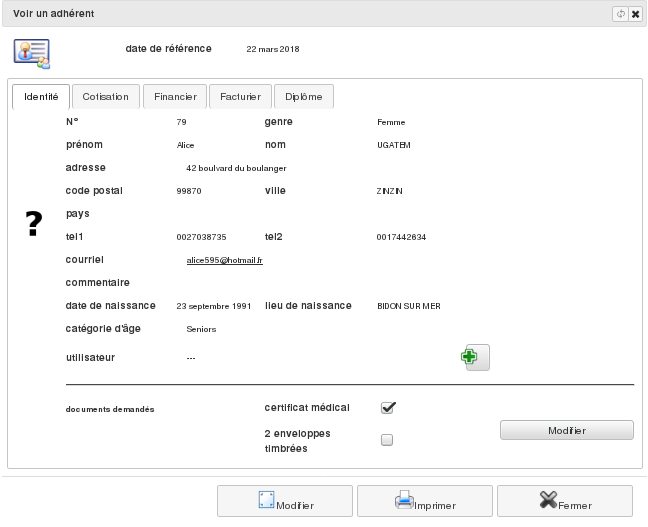 Voir un adhérent
date de référence 22 mars 2018
Identité Cotisation Financier Facturier Diplôme
N° 79 genre Femme
prénom Alice nom UGATEM
adresse 42 boulvard du boulanger
code postal 99870 ville ZINZIN
pays
?
tel1 0027038735 tel2 0017442634
courriel alice595@hotmail.fr
commentaire
date de naissance 23 septembre 1991 lieu de naissance BIDON SUR MER
catégorie d'âge Seniors
utilisateur ---
documents demandés certificat médical
2 enveloppes
timbrées
Modifier
Modifier Imprimer Fermer